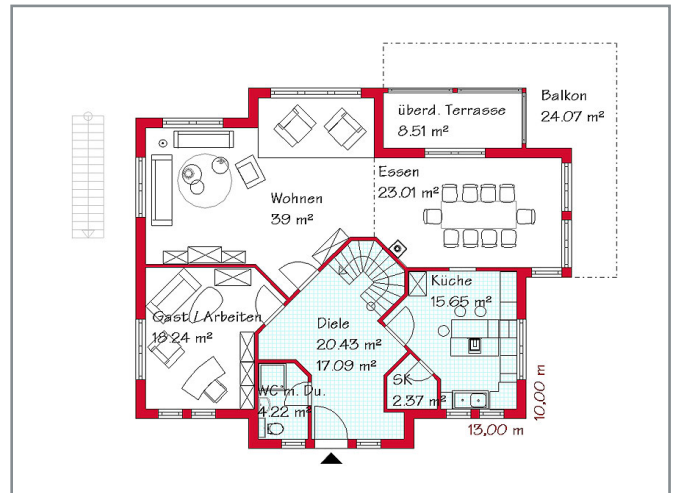 Balkon
24.07 m²
überd. Terrasse
8.51 m²
Essen
23.01 m²
Wohnen
39 m²
Küche
15.65 m²
Gast / Arbeiten
18.24 m²
Diele
20.43 m²
17.09 m²
SK
2.37 m²
WC m. Du.
4.22 m²
13.00 m
10.00 m